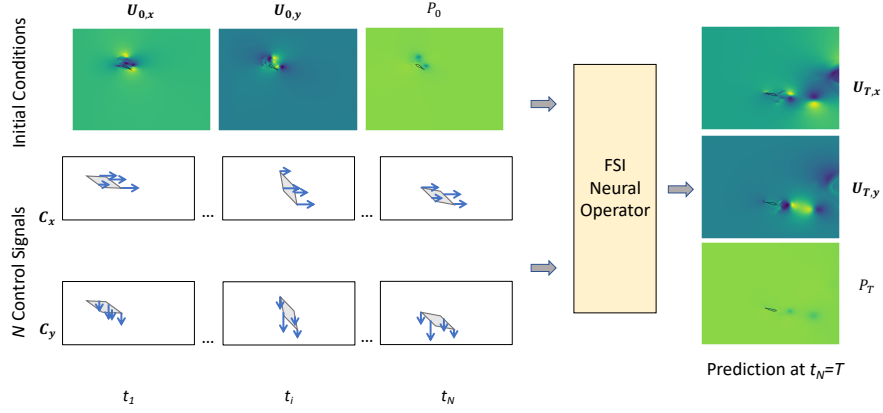 U0,x U0,y P0
Initial Conditions
N Control Signals
Cx ... ...
Cy ... ...
t1 ti tN
FSI
Neural
Operator
UT,x
UT,y
PT
Prediction at tN=T